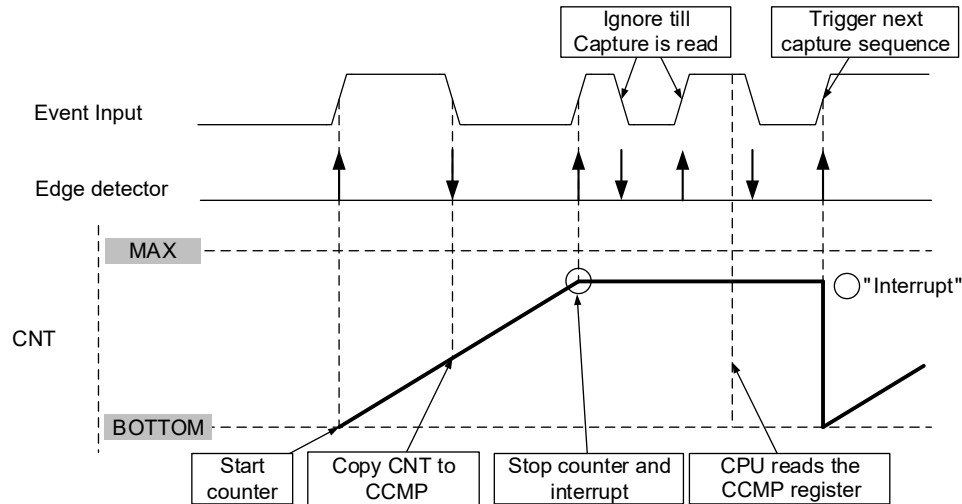 Ignore till
Capture is read
Trigger next
capture sequence
Event Input
Edge detector
MAX
"Interrupt"
CNT
BOTTOM
Start
counter
Copy CNT to
CCMP
Stop counter and
interrupt
CPU reads the
CCMP register